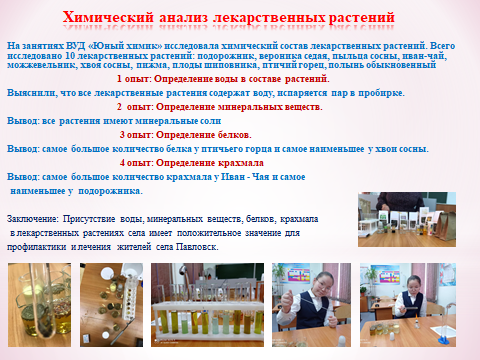 Химический анализ лекарственных растений
На занятиях ВУД «Юный химик» исследовала химический состав лекарственных растений. Всего
исследовано 10 лекарственных растений: подорожник, вероника седая, пыльца сосны, иван-чай,
можжевельник, хвоя сосны, пижма, плоды шиповника, птичий горец, полынь обыкновенный
1 опыт: Определение воды в составе растений.
Выяснили, что все лекарственные растения содержат воду, испаряется пар в пробирке.
2 опыт: Определение минеральных веществ.
Вывод: все растения имеют минеральные соли
3 опыт: Определение белков.
Вывод: самое большое количество белка у птичьего горца и самое наименьшее у хвои сосны.
4 опыт: Определение крахмала
Вывод: самое большое количество крахмала у Иван - Чая и самое
наименьшее у подорожника.
Заключение: Присутствие воды, минеральных веществ, белков, крахмала
в лекарственных растениях села имеет положительное значение для
профилактики и лечения жителей села Павловск.